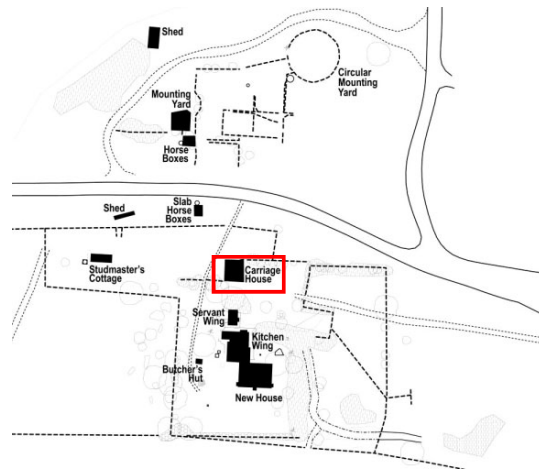 Shed
Circular
Mounting
Yard
Mounting
Yard
Horse
Boxes
Slab
Horse
Boxes
Shed
Studmaster's
Cottage
Carriage
House
Servant
Wing
Kitchen
Wing
Butcher's
Hut
New House